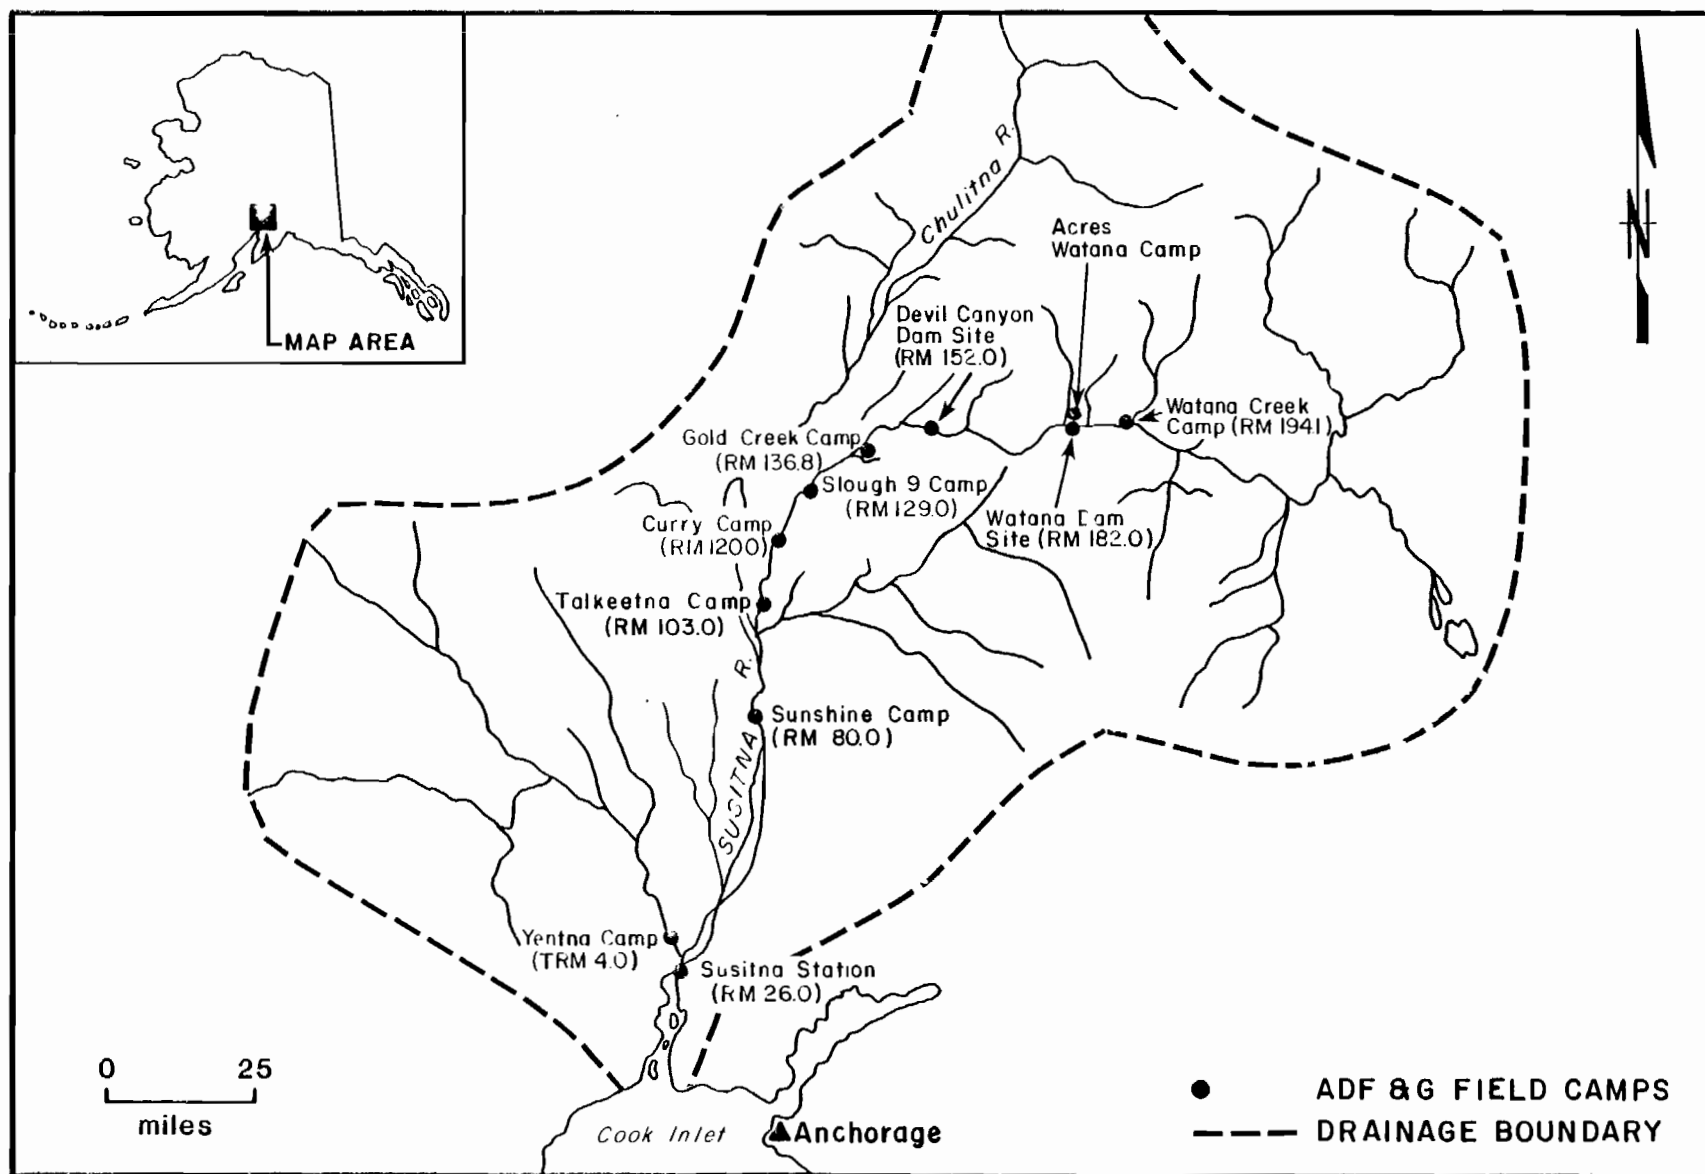 MAP AREA
Chulitna R.
Acres
Watana Camp
Devil Canyon
Dam Site
(RM 152.0)
Watana Creek
Camp (RM 194.1)
Gold Creek Camp
(RM 136.8)
Slough 9 Camp
(RM 129.0)
Watana Dam
Site (RM 182.0)
Curry Camp
(RM 120.0)
Talkeetna Camp
(RM 103.0)
Sunshine Camp
(RM 80.0)
SUSITNA R.
Yentna Camp
(TRM 4.0)
Susitna Station
(RM 26.0)
N
0 25
miles
Cook Inlet
Anchorage
ADF & G FIELD CAMPS
DRAINAGE BOUNDARY